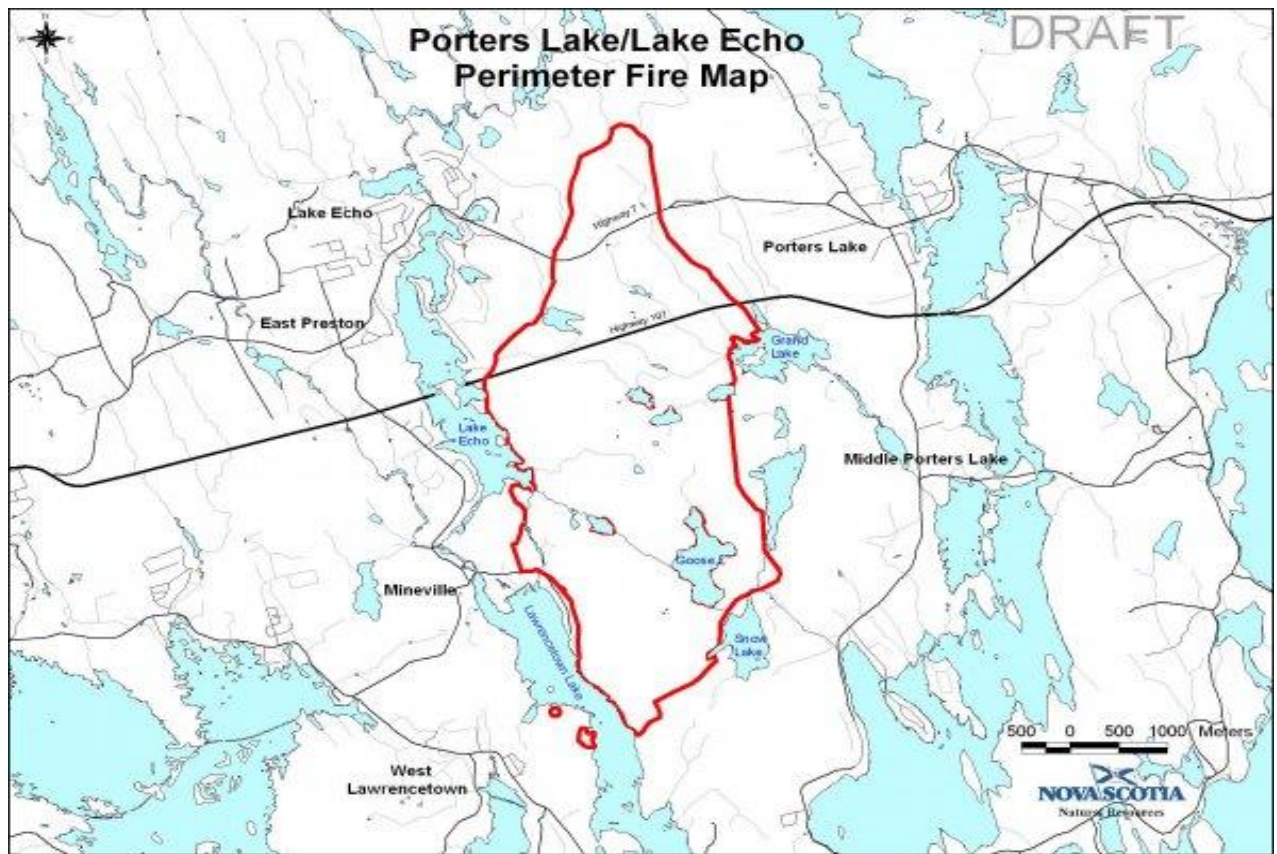 DRAFT
Porters Lake/Lake Echo
Perimeter Fire Map
Lake Echo
Highway 7
Porters Lake
East Preston
Highway 107
Grand
Lake
Lake
Echo
Middle Porters Lake
Goose L
Mineville
Lawrencetown Lake
Snow
Lake
500 0 500 1000 Meters
West
Lawrencetown
NOVA SCOTIA
Natural Resources